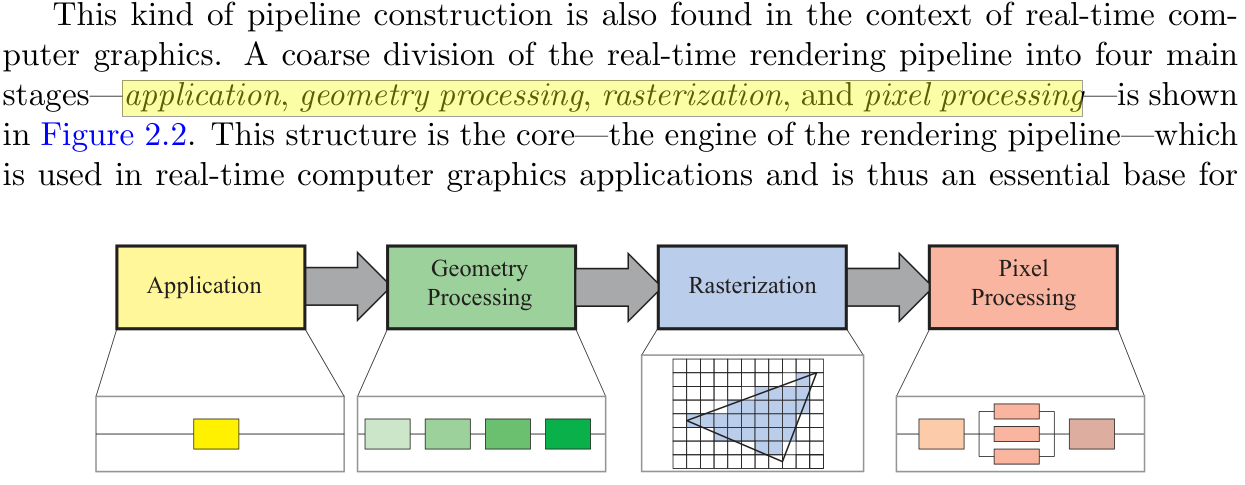 This kind of pipeline construction is also found in the context of real-time com-
puter graphics. A coarse division of the real-time rendering pipeline into four main
stages—application, geometry processing, rasterization, and pixel processing—is shown
in Figure 2.2. This structure is the core—the engine of the rendering pipeline—which
is used in real-time computer graphics applications and is thus an essential base for
Application
Geometry
Processing
Rasterization
Pixel
Processing